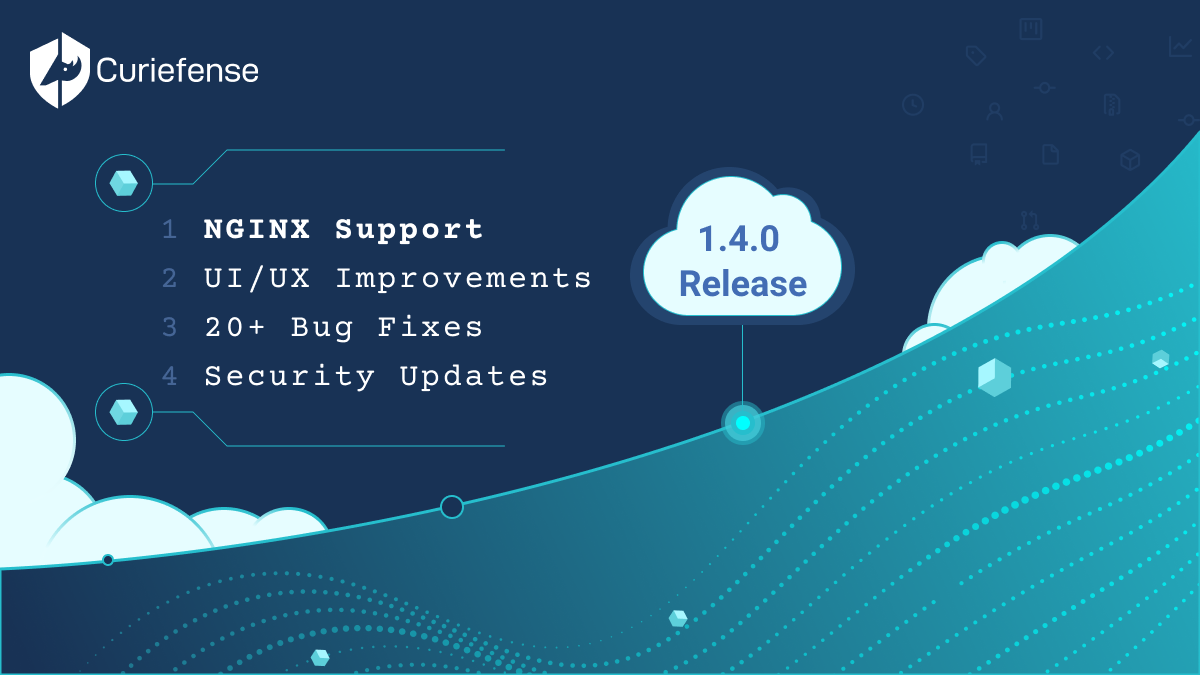 Curiefense
1 NGINX Support
2 UI/UX Improvements
3 20+ Bug Fixes
4 Security Updates
1.4.0
Release